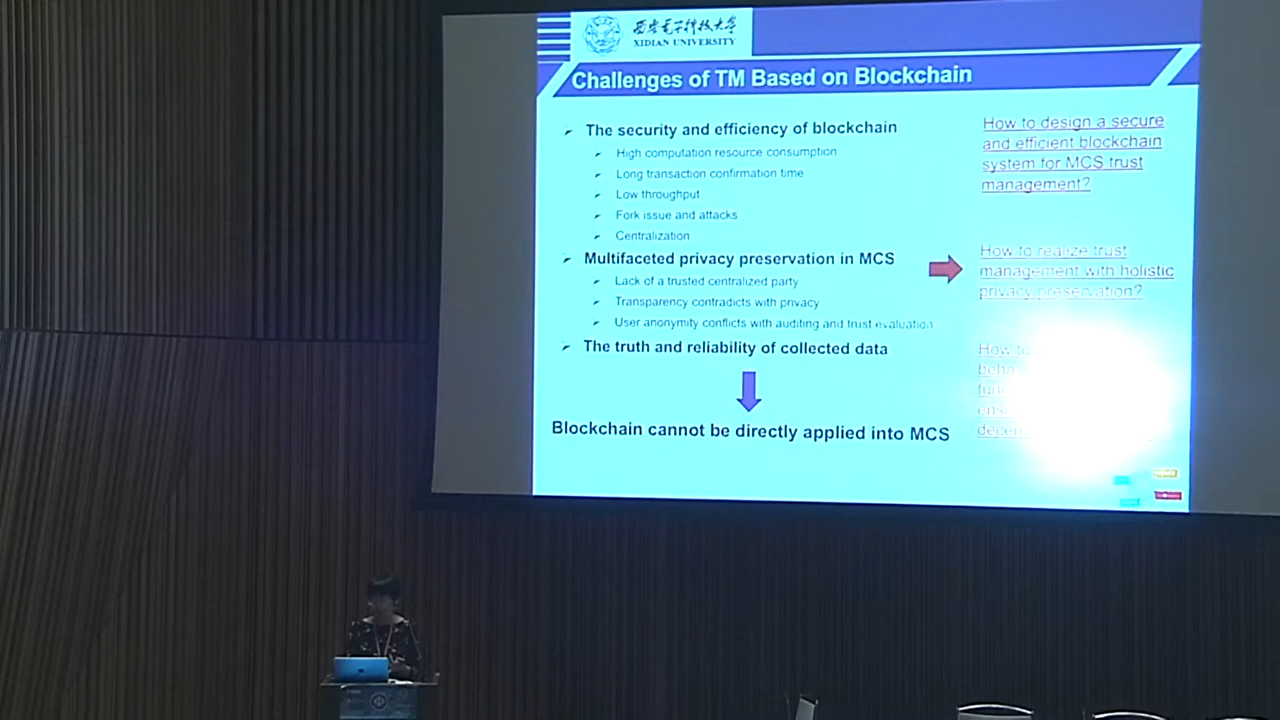 西安电子科技大学
XIDIAN UNIVERSITY
Challenges of TM Based on Blockchain
The security and efficiency of blockchain
High computation resource consumption
Long transaction confirmation time
Low throughput
Fork issue and attacks
Centralization
Multifaceted privacy preservation in MCS
Lack of a trusted centralized party
Transparency contradicts with privacy
User anonymity conflicts with auditing and trust evaluation
The truth and reliability of collected data
Blockchain cannot be directly applied into MCS
How to design a secure
and efficient blockchain
system for MCS trust
management?
How to realize trust
management with holistic
privacy preservation?
How